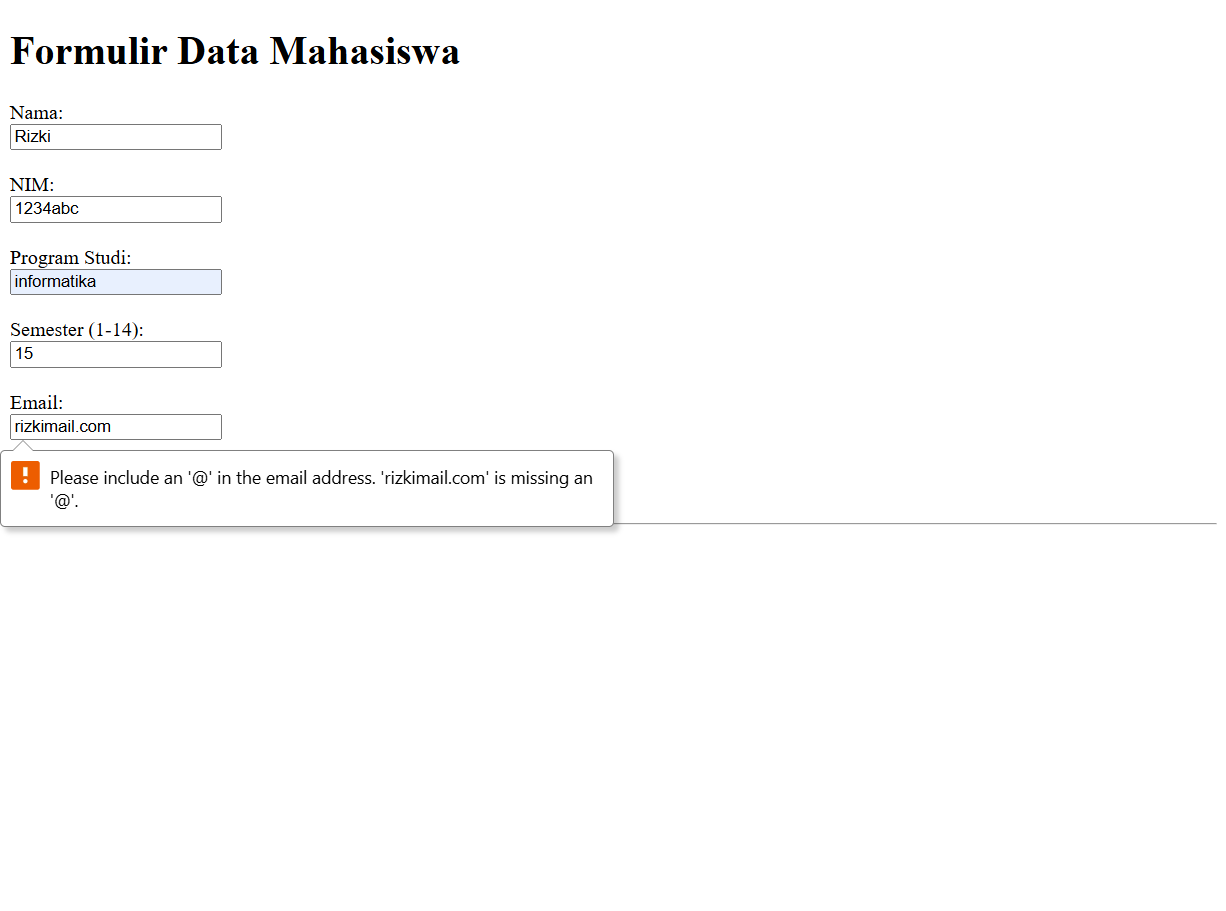 Formulir Data Mahasiswa
Nama:
Rizki
NIM:
1234abc
Program Studi:
informatika
Semester (1-14):
15
Email:
rizkimail.com
Please include an '@' in the email address. 'rizkimail.com' is missing an
'@'.